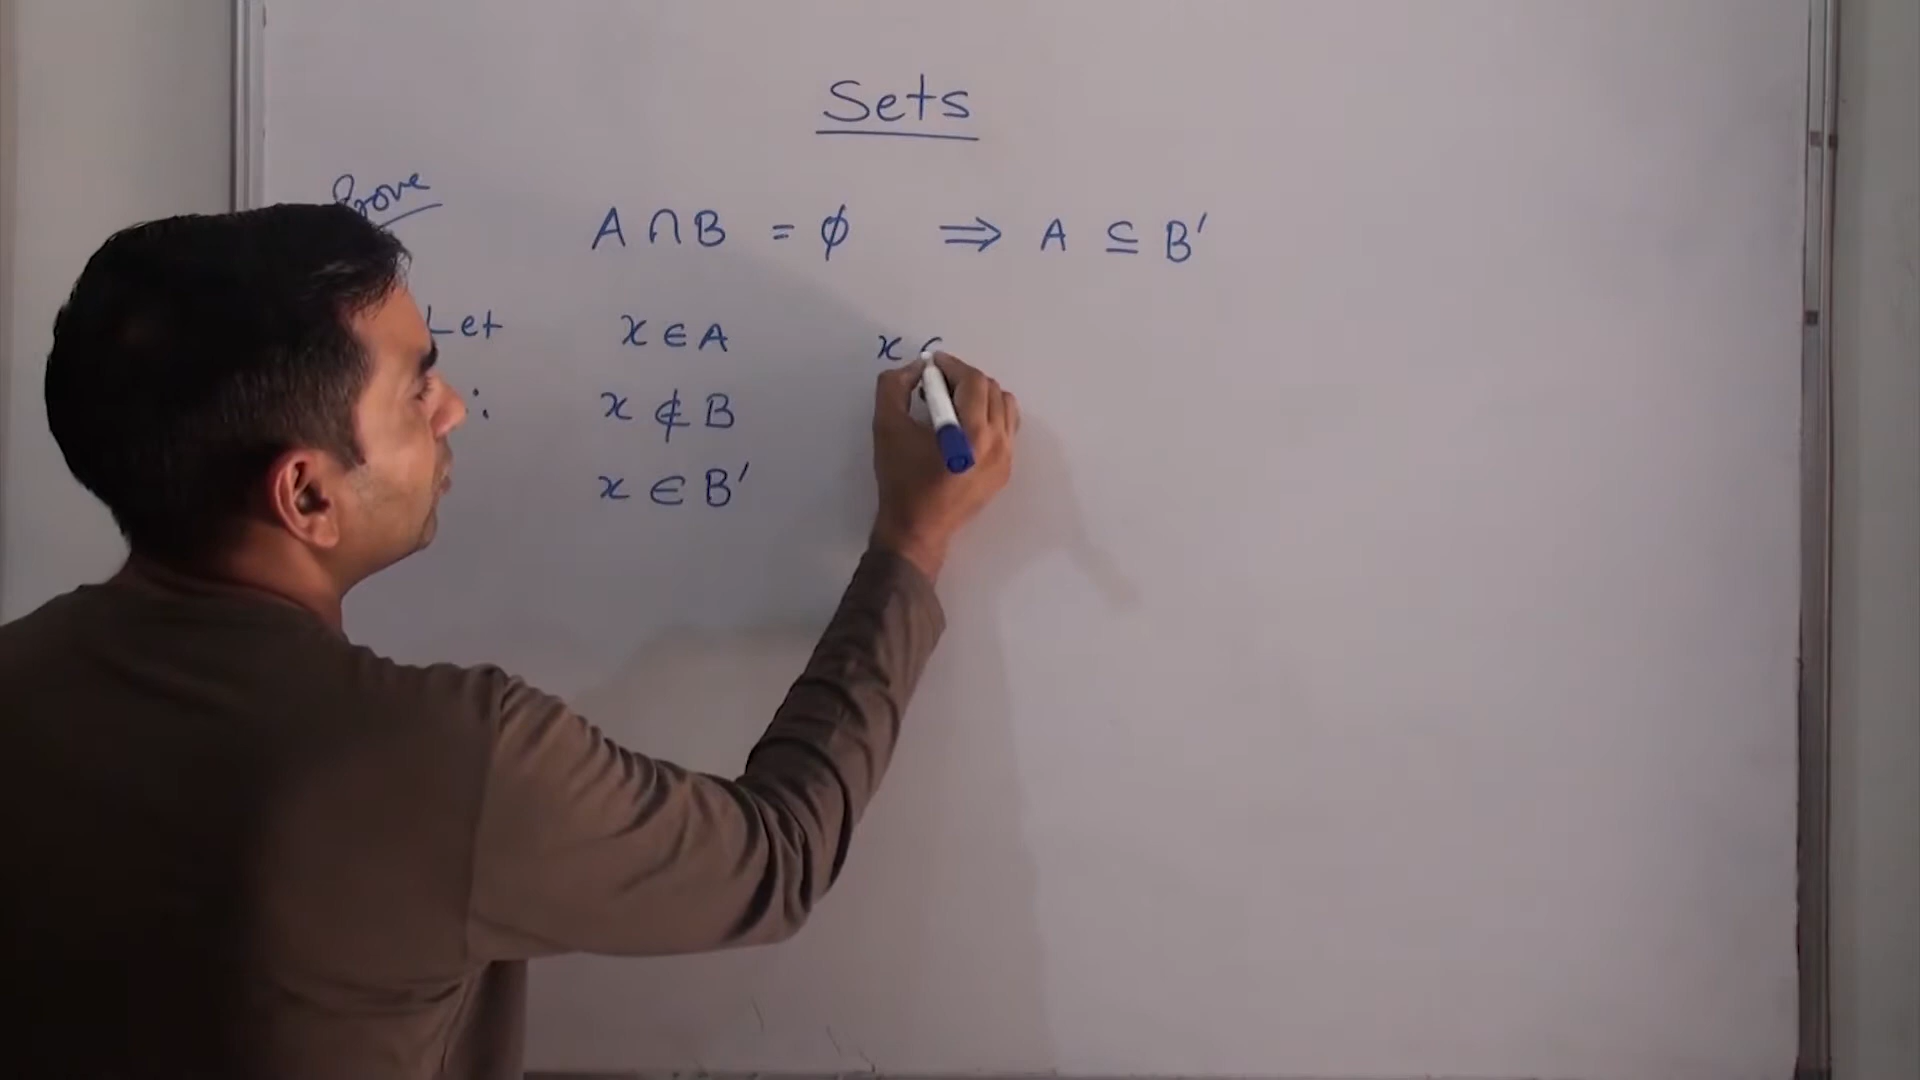 Sets
Prove
A ∩ B = ϕ ⇒ A ⊆ B′
Let x ∈ A x
∴ x ∉ B
x ∈ B′